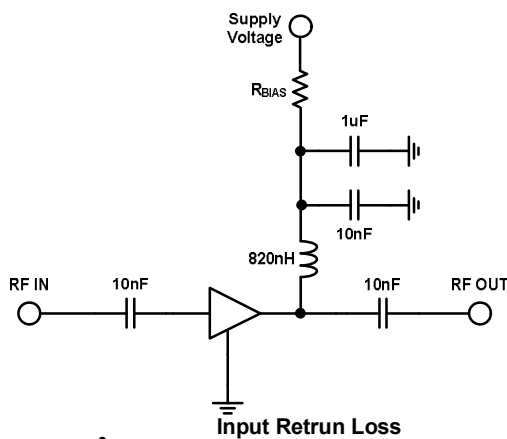 Supply
Voltage
RBIAS
1uF
10nF
820nH
RF IN
10nF
10nF
RF OUT
Input Retrun Loss